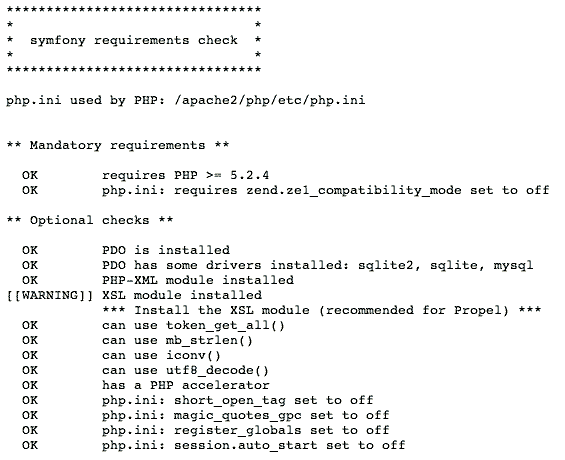 ********************************
*                              *
*  symfony requirements check  *
*                              *
********************************
php.ini used by PHP: /apache2/php/etc/php.ini
** Mandatory requirements **
  OK        requires PHP >= 5.2.4
  OK        php.ini: requires zend.ze1_compatibility_mode set to off
** Optional checks **
  OK        PDO is installed
  OK        PDO has some drivers installed: sqlite2, sqlite, mysql
  OK        PHP-XML module installed
[[WARNING]] XSL module installed
            *** Install the XSL module (recommended for Propel) ***
  OK        can use token_get_all()
  OK        can use mb_strlen()
  OK        can use iconv()
  OK        can use utf8_decode()
  OK        has a PHP accelerator
  OK        php.ini: short_open_tag set to off
  OK        php.ini: magic_quotes_gpc set to off
  OK        php.ini: register_globals set to off
  OK        php.ini: session.auto_start set to off